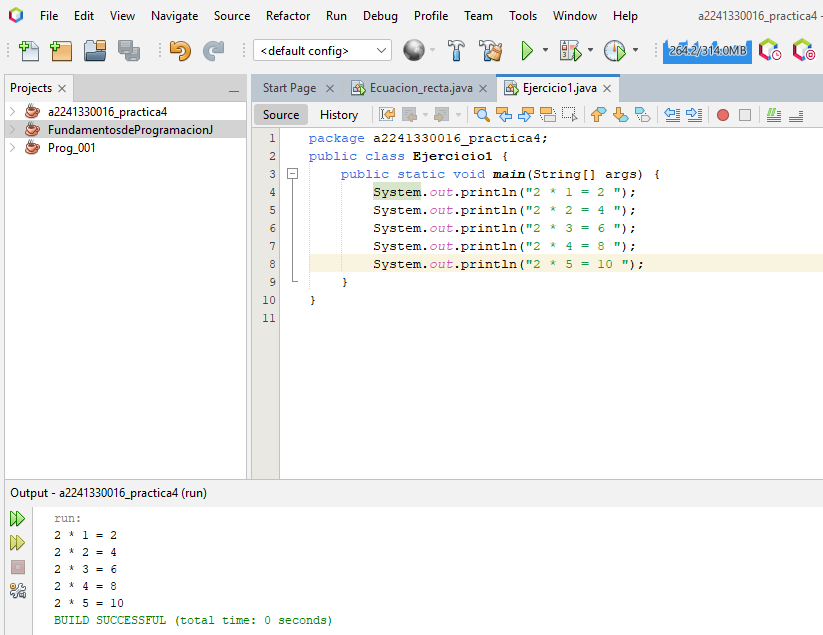 File Edit View Navigate Source Refactor Run Debug Profile Team Tools Window Help a2241330016_practica4 -
<default config> 264.2/314.0MB
Projects
a2241330016_practica4
FundamentosdeProgramacionJ
Prog_001
Start Page Ecuacion_recta.java Ejercicio1.java
Source History
1 package a2241330016_practica4;
2 public class Ejercicio1 {
3 public static void main(String[] args) {
4 System.out.println("2 * 1 = 2 ");
5 System.out.println("2 * 2 = 4 ");
6 System.out.println("2 * 3 = 6 ");
7 System.out.println("2 * 4 = 8 ");
8 System.out.println("2 * 5 = 10 ");
9 }
10 }
11
Output - a2241330016_practica4 (run)
run:
2 * 1 = 2
2 * 2 = 4
2 * 3 = 6
2 * 4 = 8
2 * 5 = 10
BUILD SUCCESSFUL (total time: 0 seconds)